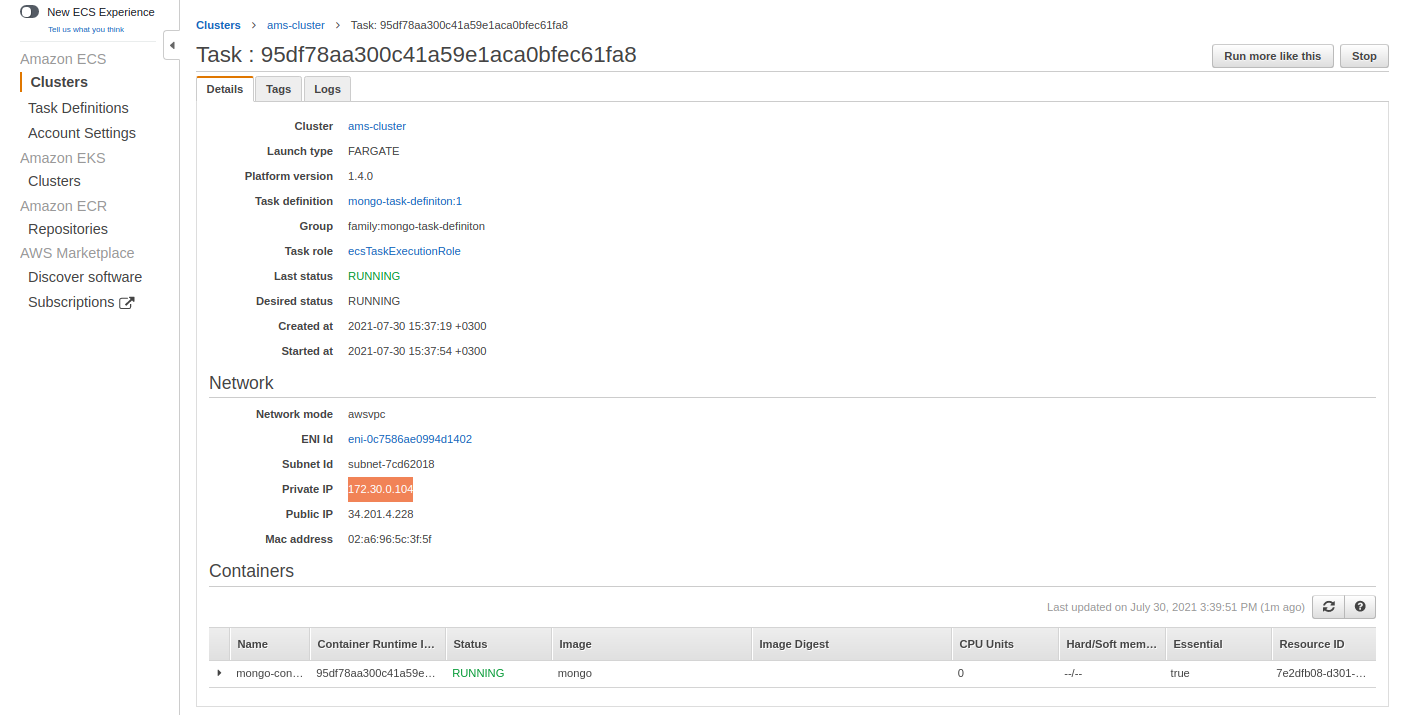 New ECS Experience
Tell us what you think
Amazon ECS
Clusters
Task Definitions
Account Settings
Amazon EKS
Clusters
Amazon ECR
Repositories
AWS Marketplace
Discover software
Subscriptions
Clusters > ams-cluster > Task: 95df78aa300c41a59e1aca0bfec61fa8
Task : 95df78aa300c41a59e1aca0bfec61fa8
Run more like this Stop
Details Tags Logs
Cluster ams-cluster
Launch type FARGATE
Platform version 1.4.0
Task definition mongo-task-definiton:1
Group family:mongo-task-definiton
Task role ecsTaskExecutionRole
Last status RUNNING
Desired status RUNNING
Created at 2021-07-30 15:37:19 +0300
Started at 2021-07-30 15:37:54 +0300
Network
Network mode awsvpc
ENI Id eni-0c7586ae0994d1402
Subnet Id subnet-7cd62018
Private IP 172.30.0.104
Public IP 34.201.4.228
Mac address 02:a6:96:5c:3f:5f
Containers
Last updated on July 30, 2021 3:39:51 PM (1m ago)
Name Container Runtime I... Status Image Image Digest CPU Units Hard/Soft mem... Essential Resource ID
mongo-con... 95df78aa300c41a59e... RUNNING mongo 0 --/-- true 7e2dfb08-d301-...